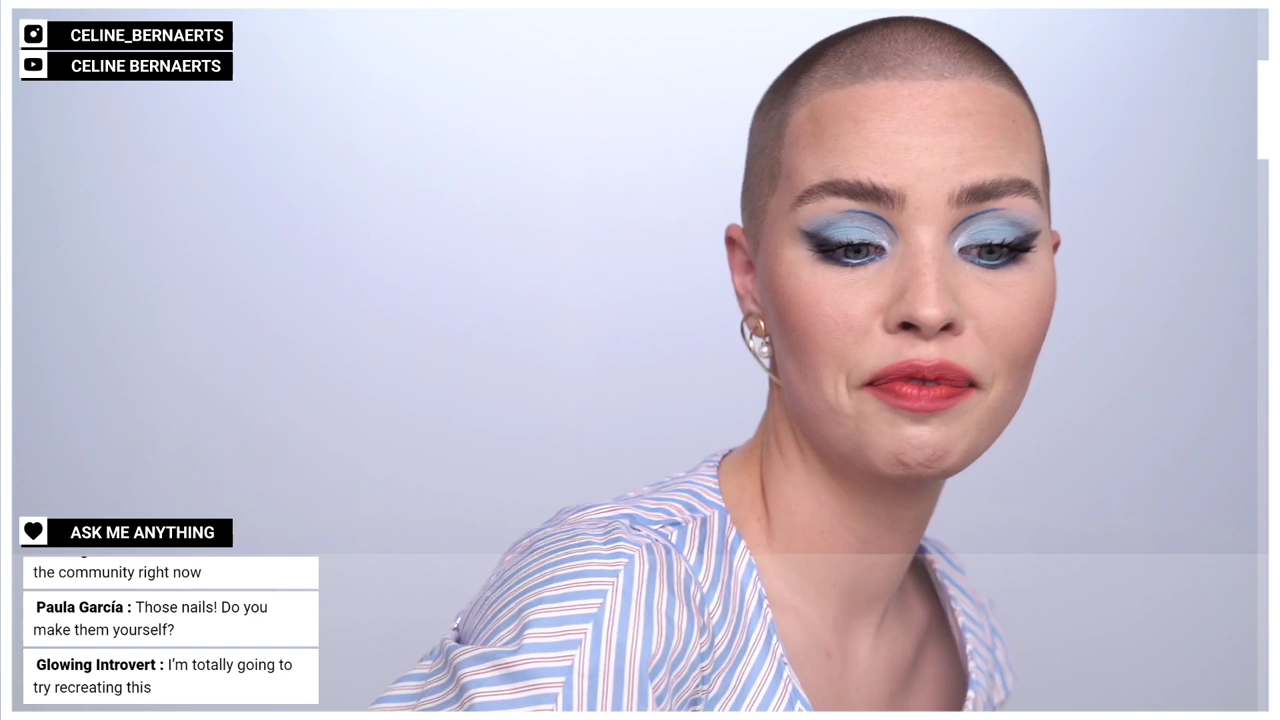 CELINE_BERNAERTS
CELINE BERNAERTS
ASK ME ANYTHING
the community right now
Paula García : Those nails! Do you
make them yourself?
Glowing Introvert : I'm totally going to
try recreating this